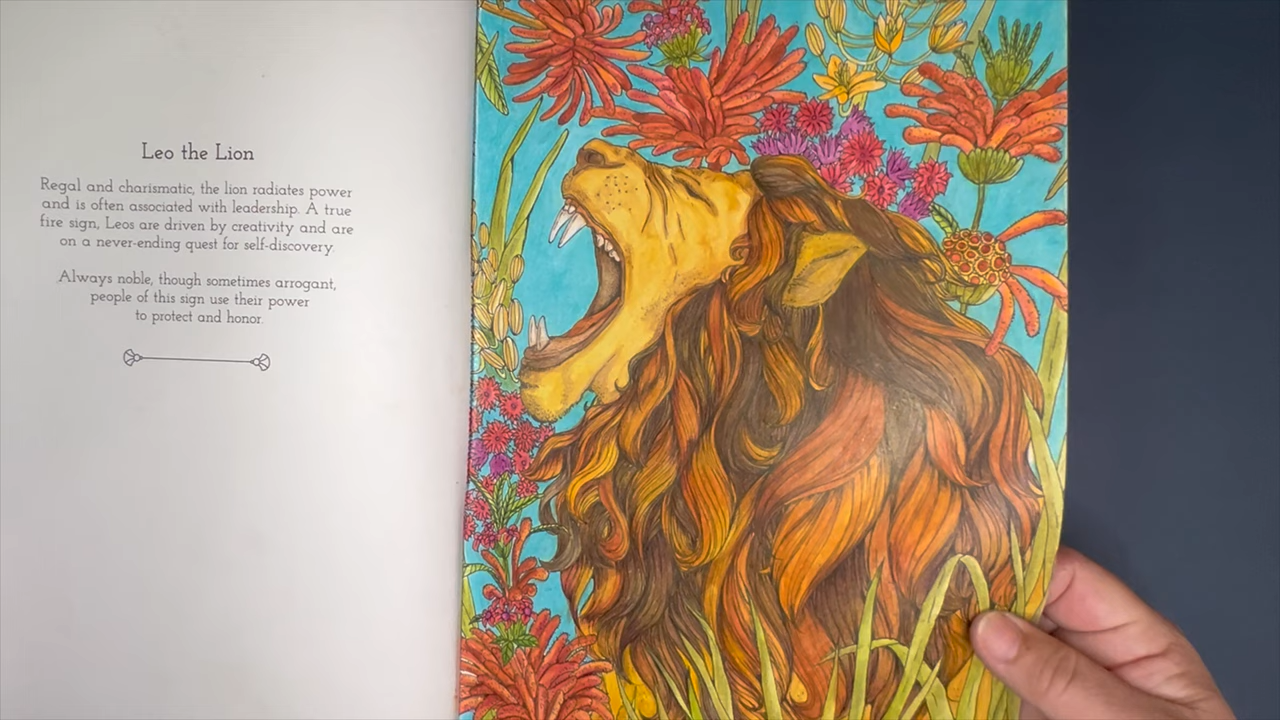 Leo the Lion
Regal and charismatic, the lion radiates power
and is often associated with leadership. A true
fire sign, Leos are driven by creativity and are
on a never-ending quest for self-discovery.
Always noble, though sometimes arrogant,
people of this sign use their power
to protect and honor.